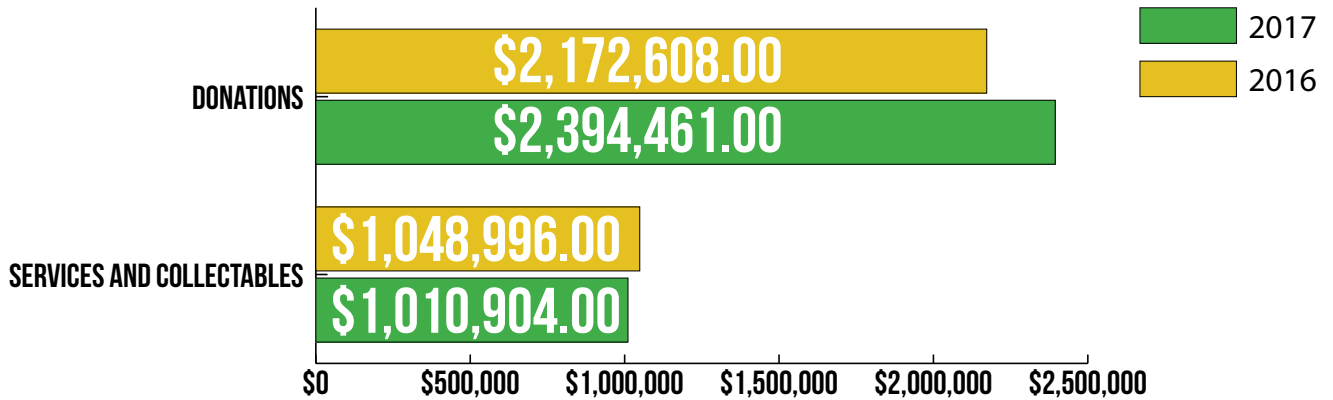 2017
2016
DONATIONS
$2,172,608.00
$2,394,461.00
SERVICES AND COLLECTABLES
$1,048,996.00
$1,010,904.00
$0 $500,000 $1,000,000 $1,500,000 $2,000,000 $2,500,000